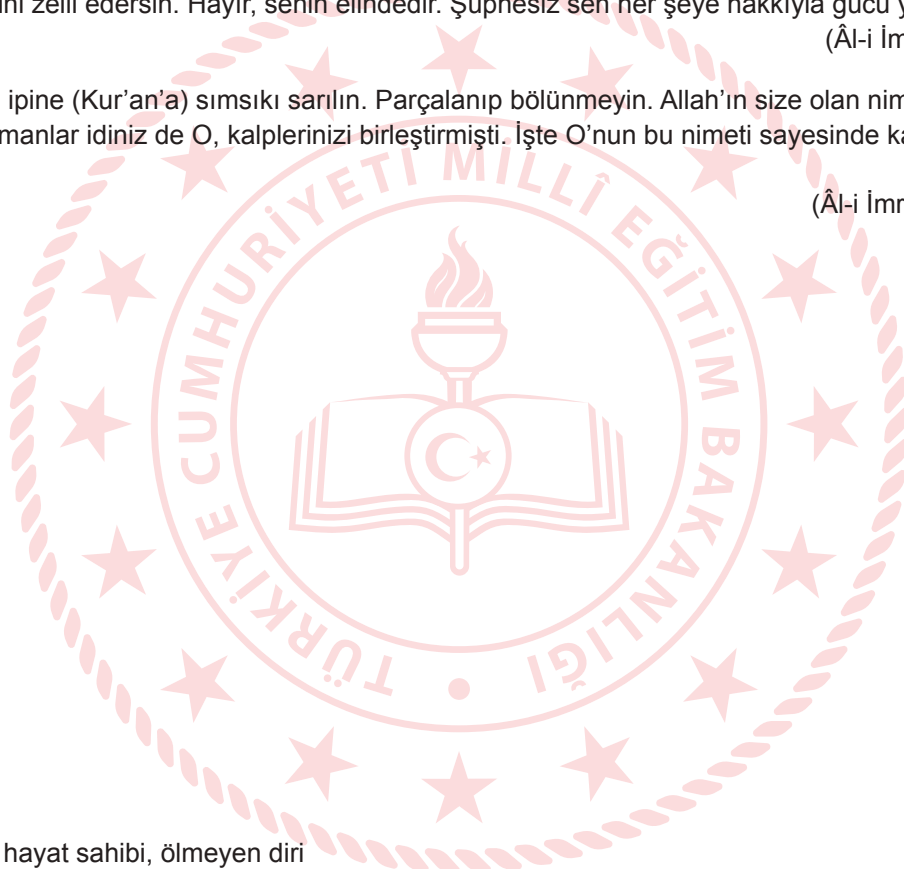 ini zelil edersin. Hayır, senin elindedir. Şüphesiz sen her şeye hakkıyla gücü y
(Âl-i İm
ipine (Kur’an’a) sımsıkı sarılın. Parçalanıp bölünmeyin. Allah’ın size olan nim
manlar idiniz de O, kalplerinizi birleştirmişti. İşte O’nun bu nimeti sayesinde ka
(Âl-i İmr
TÜRKİYE CUMHURİYETİ MİLLÎ EĞİTİM BAKANLIĞI
hayat sahibi, ölmeyen diri